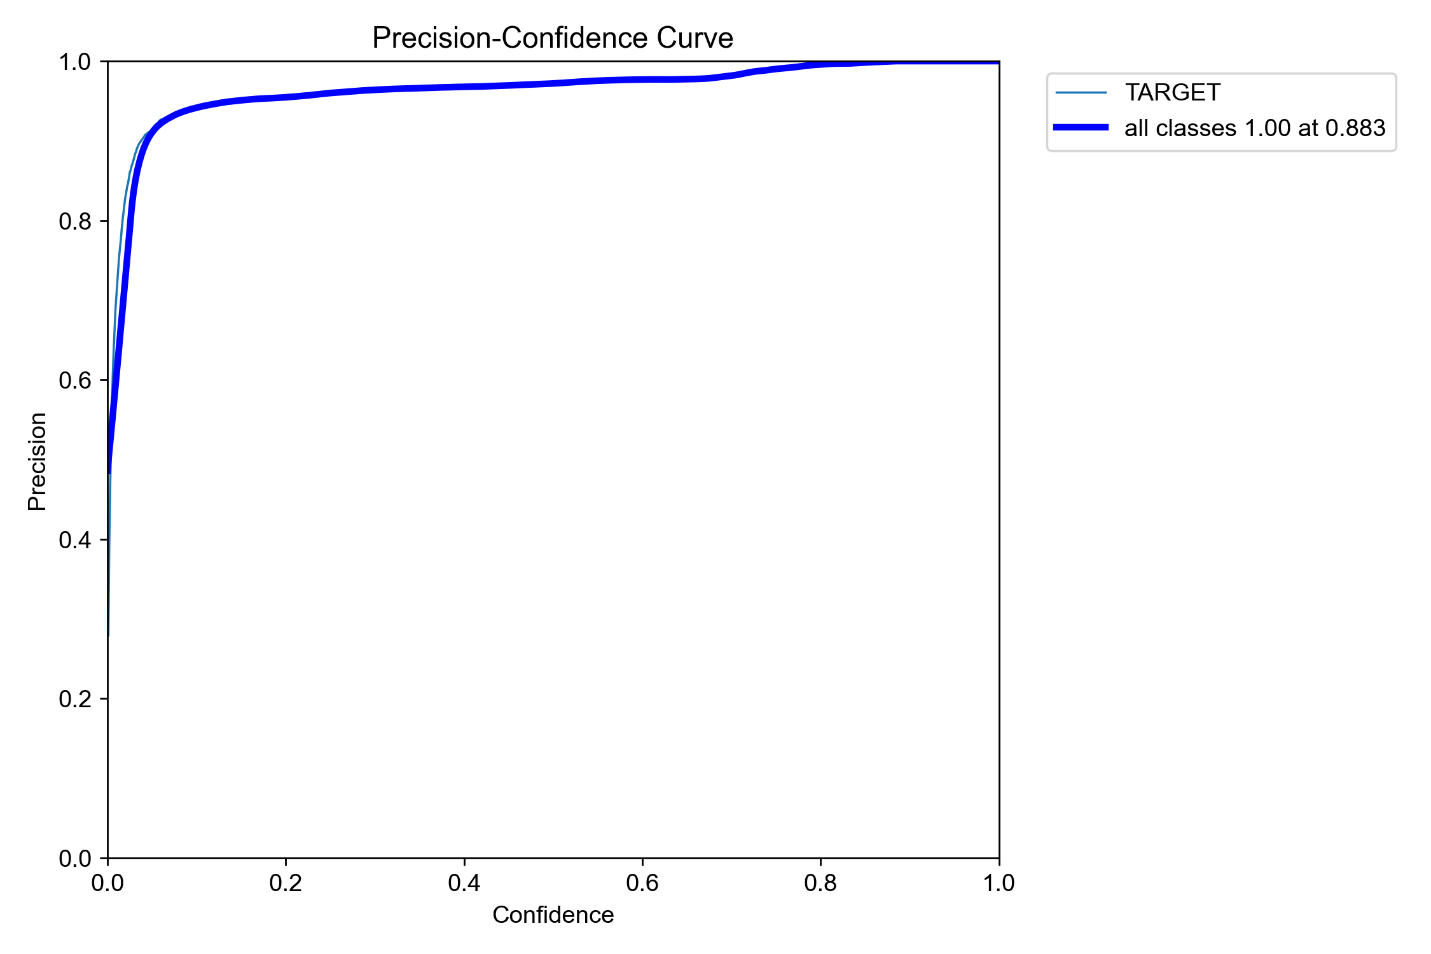 Precision-Confidence Curve
TARGET
all classes 1.00 at 0.883
Precision
1.0
0.8
0.6
0.4
0.2
0.0
0.0 0.2 0.4 0.6 0.8 1.0
Confidence